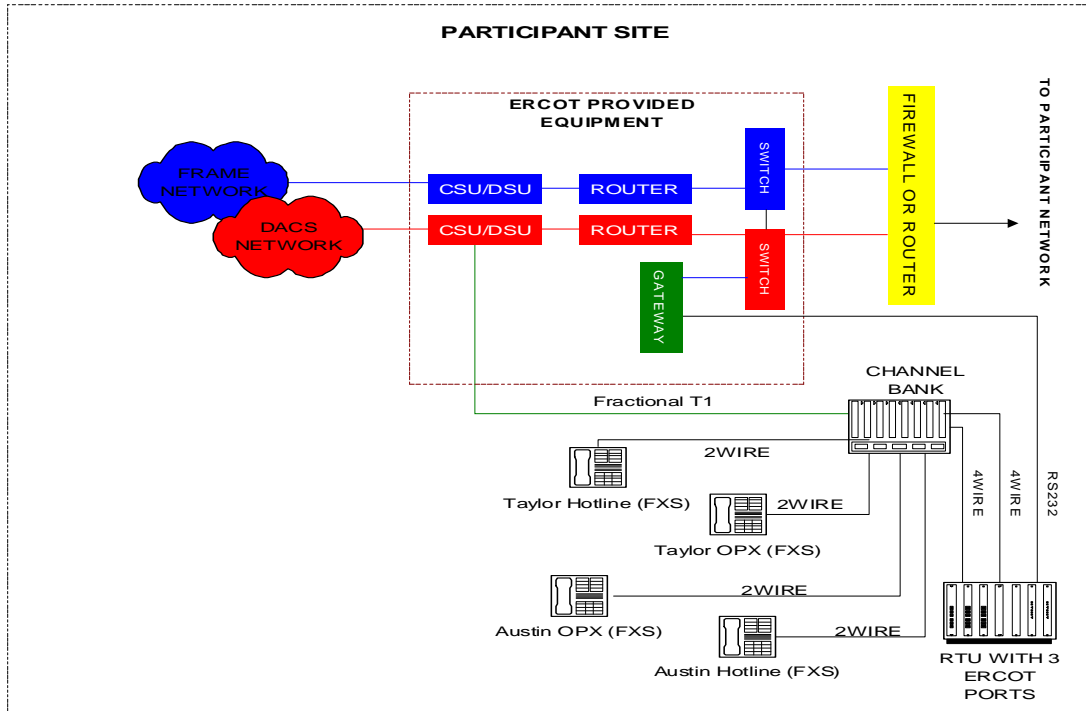 PARTICIPANT SITE
ERCOT PROVIDED
EQUIPMENT
TO PARTICIPANT NETWORK
FIREWALL OR ROUTER
FRAME
NETWORK
CSU/DSU
ROUTER
SWITCH
DACS
NETWORK
CSU/DSU
ROUTER
SWITCH
GATEWAY
CHANNEL
BANK
Fractional T1
2WIRE
Taylor Hotline (FXS)
2WIRE
Taylor OPX (FXS)
4WIRE
4WIRE
RS232
2WIRE
Austin OPX (FXS)
2WIRE
Austin Hotline (FXS)
RTU WITH 3
ERCOT
PORTS